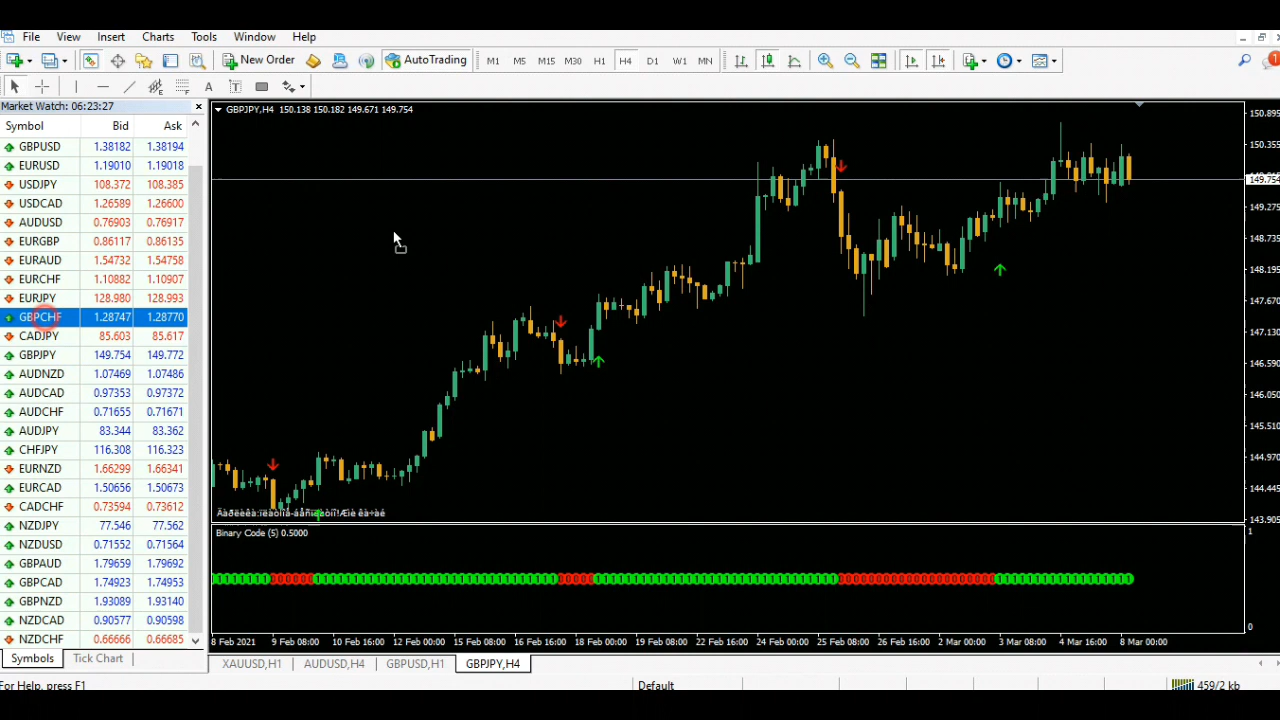 File View Insert Charts Tools Window Help
New Order AutoTrading M1 M5 M15 M30 H1 H4 D1 W1 MN 1
Market Watch: 06:23:27
Symbol Bid Ask
GBPUSD 1.38182 1.38194
EURUSD 1.19010 1.19018
USDJPY 108.372 108.385
USDCAD 1.26589 1.26600
AUDUSD 0.76903 0.76917
EURGBP 0.86117 0.86135
EURAUD 1.54732 1.54758
EURCHF 1.10882 1.10907
EURJPY 128.980 128.993
GBPCHF 1.28747 1.28770
CADJPY 85.603 85.617
GBPJPY 149.754 149.772
AUDNZD 1.07469 1.07486
AUDCAD 0.97353 0.97372
AUDCHF 0.71655 0.71671
AUDJPY 83.344 83.362
CHFJPY 116.308 116.323
EURNZD 1.66299 1.66341
EURCAD 1.50656 1.50673
CADCHF 0.73594 0.73612
NZDJPY 77.546 77.562
NZDUSD 0.71552 0.71564
GBPAUD 1.79659 1.79692
GBPCAD 1.74923 1.74953
GBPNZD 1.93089 1.93140
NZDCAD 0.90577 0.90598
NZDCHF 0.66666 0.66685
Symbols Tick Chart
GBPJPY,H4 150.138 150.182 149.671 149.754
150.895
150.355
149.754
149.275
148.735
148.195
147.670
147.130
146.590
146.050
145.510
144.970
144.445
143.905
Binary Code (5) 0.5000
1
0
8 Feb 2021 9 Feb 08:00 10 Feb 16:00 12 Feb 00:00 15 Feb 08:00 16 Feb 16:00 18 Feb 00:00 19 Feb 08:00 22 Feb 16:00 24 Feb 00:00 25 Feb 08:00 26 Feb 16:00 2 Mar 00:00 3 Mar 08:00 4 Mar 16:00 8 Mar 00:00
XAUUSD,H1 AUDUSD,H4 GBPUSD,H1 GBPJPY,H4
For Help, press F1 Default 459/2 kb